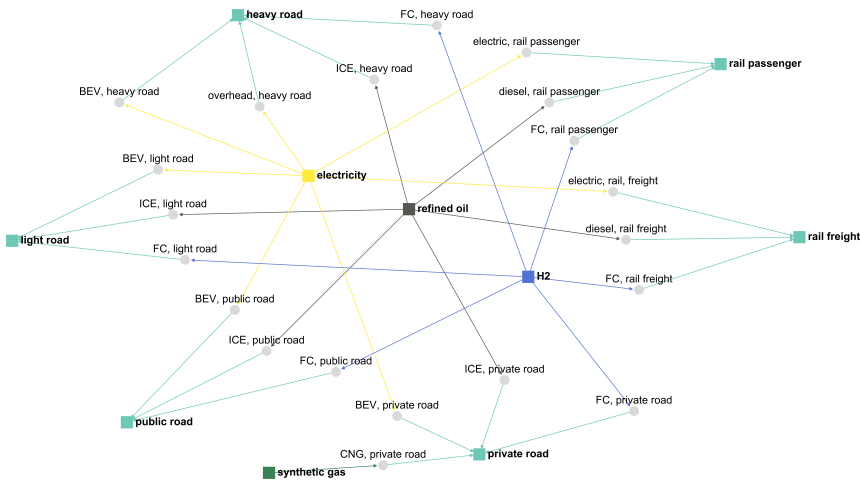 heavy road
FC, heavy road
electric, rail passenger
rail passenger
ICE, heavy road
BEV, heavy road
overhead, heavy road
diesel, rail passenger
FC, rail passenger
BEV, light road
electricity
electric, rail, freight
ICE, light road
refined oil
diesel, rail freight
rail freight
light road
FC, light road
H2
FC, rail freight
BEV, public road
ICE, public road
FC, public road
ICE, private road
BEV, private road
FC, private road
public road
CNG, private road
private road
synthetic gas